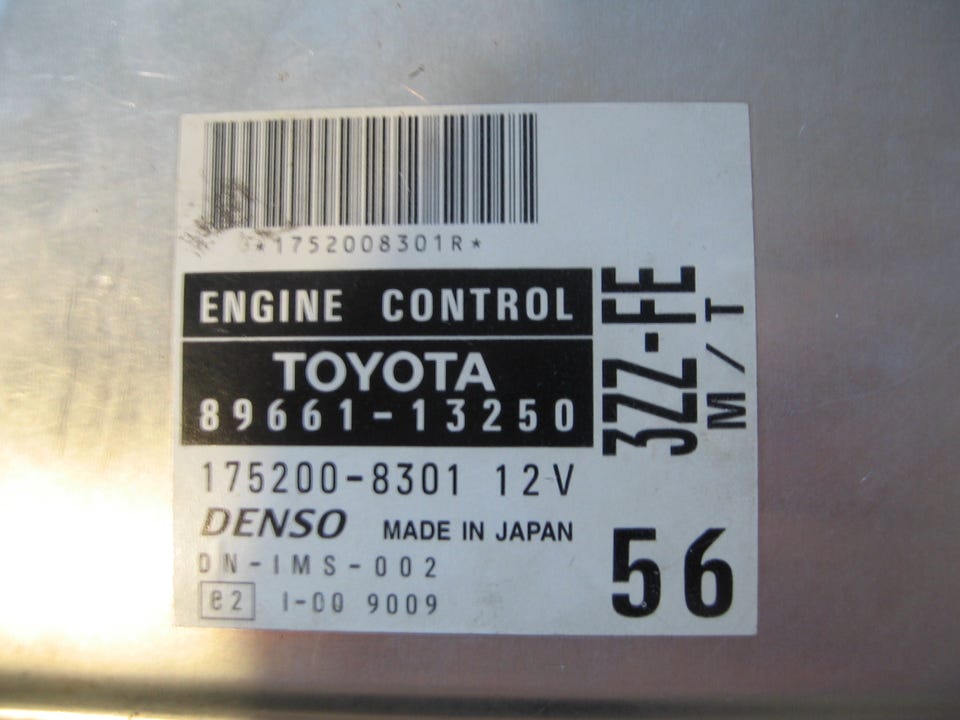 *1752008301R*
ENGINE CONTROL
TOYOTA
89661-13250
175200-8301 12V
DENSO MADE IN JAPAN
DN-IMS-002
e2 I-00 9009
3ZZ-FE
M/T
56